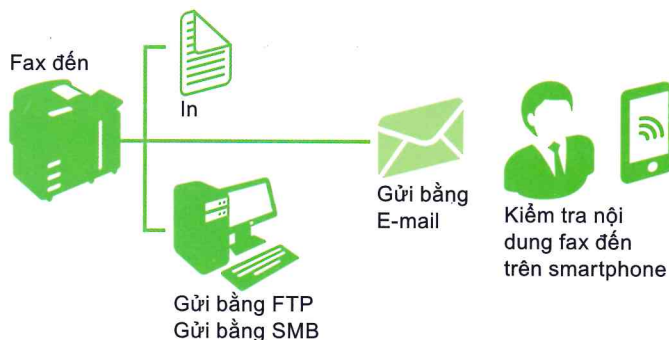 Fax đến
In
Gửi bằng
E-mail
Kiểm tra nội
dung fax đến
trên smartphone
Gửi bằng FTP
Gửi bằng SMB